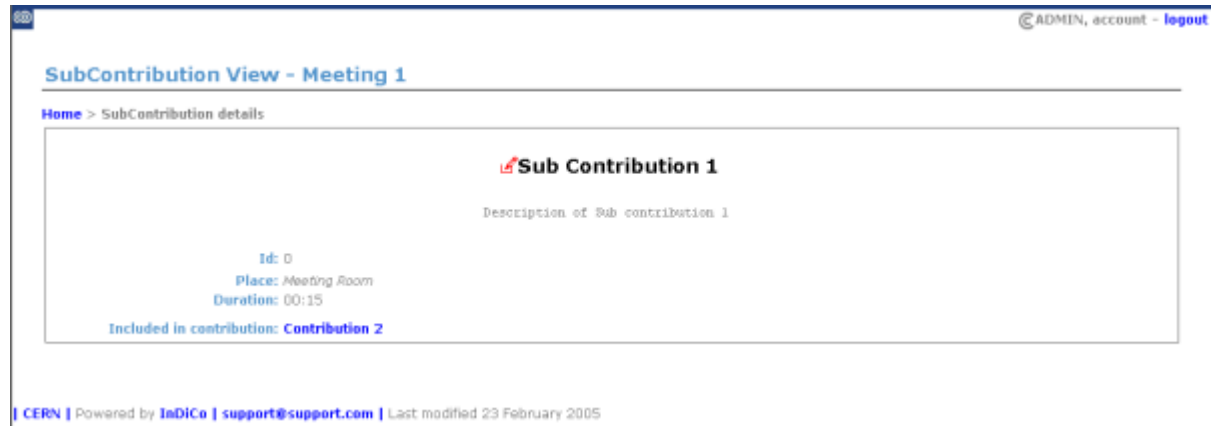 ADMIN, account - logout
SubContribution View - Meeting 1
Home > SubContribution details
Sub Contribution 1
Description of Sub contribution 1
Id: 0
Place: Meeting Room
Duration: 00:15
Included in contribution: Contribution 2
| CERN | Powered by InDiCo | support@support.com | Last modified 23 February 2005